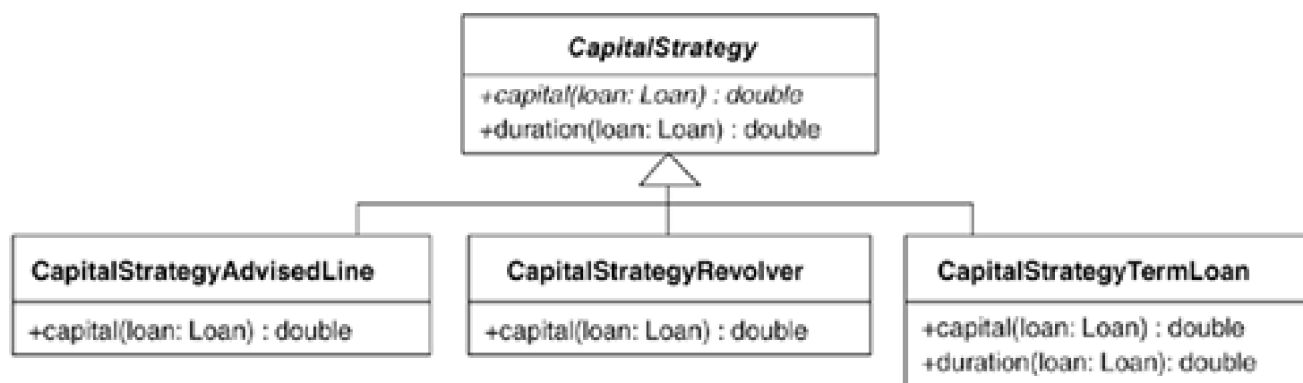 CapitalStrategy
+capital(loan: Loan) : double
+duration(loan: Loan) : double
CapitalStrategyAdvisedLine
+capital(loan: Loan) : double
CapitalStrategyRevolver
+capital(loan: Loan) : double
CapitalStrategyTermLoan
+capital(loan: Loan) : double
+duration(loan: Loan): double